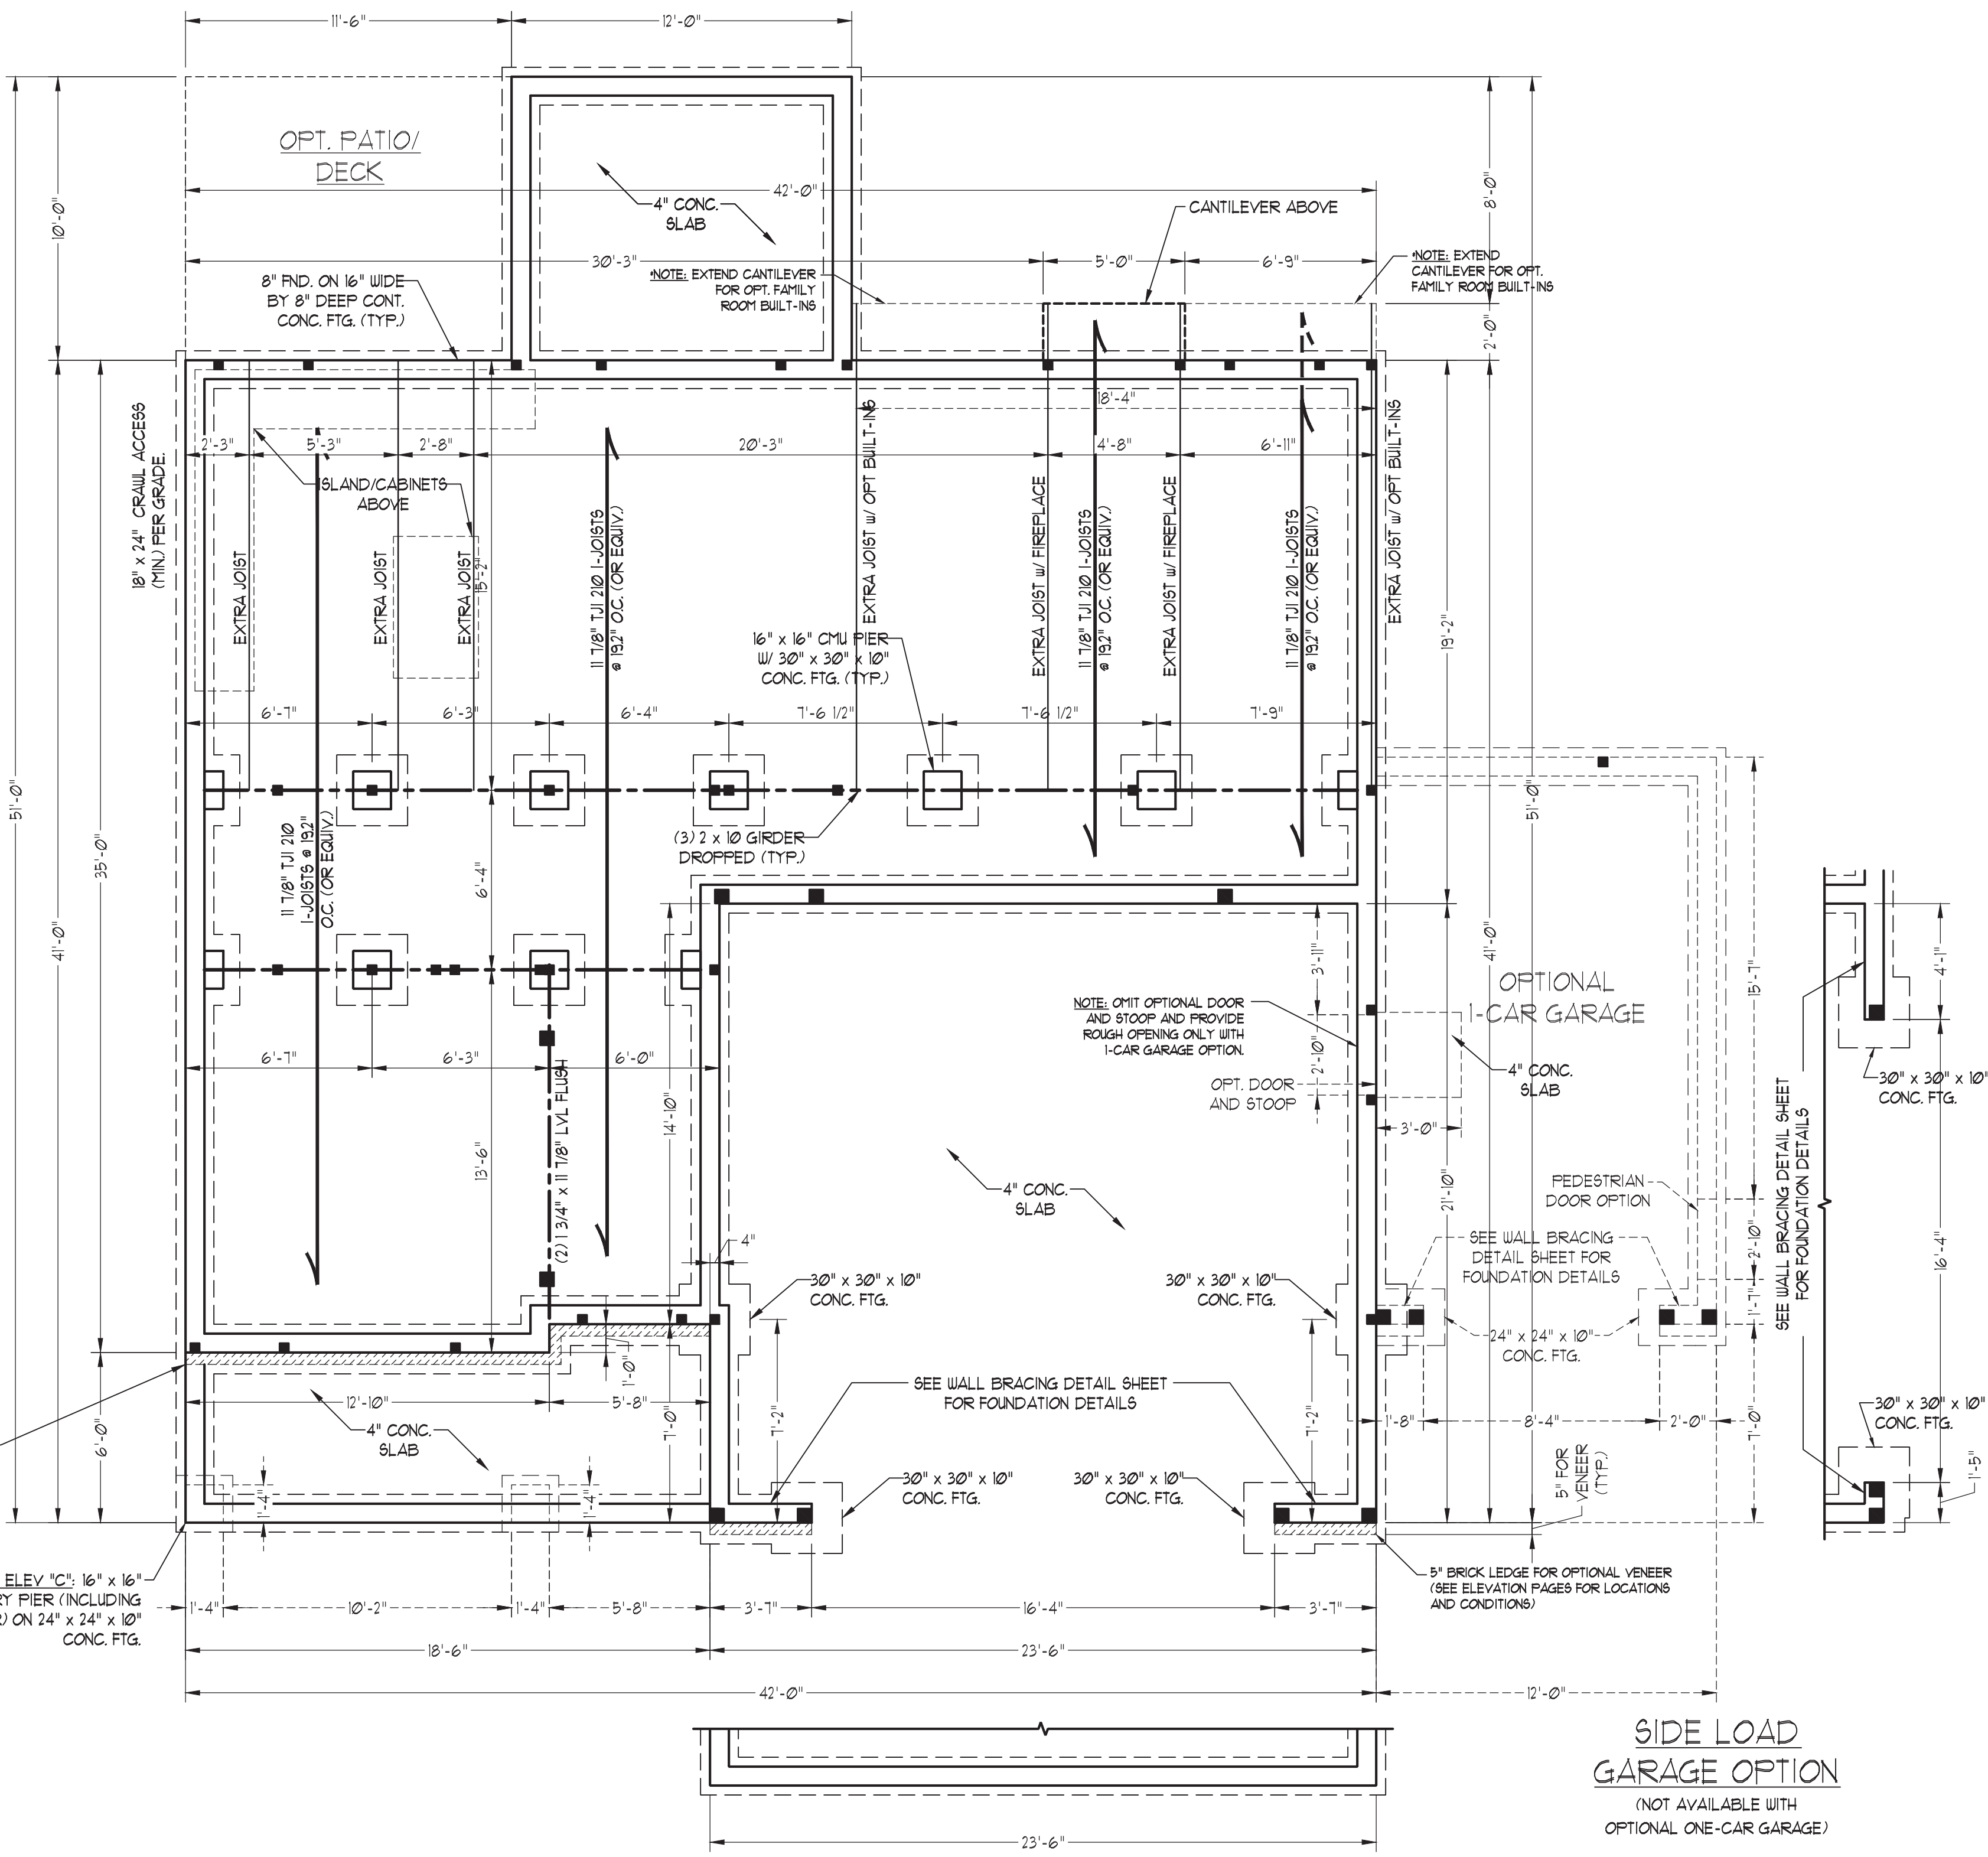 11'-6"
12'-0"
OPT. PATIO/
DECK
42'-0"
4" CONC.
SLAB
CANTILEVER ABOVE
10'-0"
8'-0"
30'-3"
5'-0"
6'-9"
*NOTE: EXTEND CANTILEVER
FOR OPT. FAMILY
ROOM BUILT-INS
*NOTE: EXTEND
CANTILEVER FOR OPT.
FAMILY ROOM BUILT-INS
8" FND. ON 16" WIDE
BY 8" DEEP CONT.
CONC. FTG. (TYP.)
2'-0"
18'-4"
18" x 24" CRAWL ACCESS
(MIN.) PER GRADE.
2'-3"
5'-3"
2'-8"
20'-3"
4'-8"
6'-11"
ISLAND/CABINETS
ABOVE
EXTRA JOIST
EXTRA JOIST
EXTRA JOIST
15'-2"
11 7/8" TJI 210 I-JOISTS
@ 19.2" O.C. (OR EQUIV.)
EXTRA JOIST w/ OPT BUILT-INS
EXTRA JOIST w/ FIREPLACE
11 7/8" TJI 210 I-JOISTS
@ 19.2" O.C. (OR EQUIV.)
EXTRA JOIST w/ FIREPLACE
11 7/8" TJI 210 I-JOISTS
@ 19.2" O.C. (OR EQUIV.)
EXTRA JOIST w/ OPT BUILT-INS
19'-2"
51'-0"
41'-0"
35'-0"
16" x 16" CMU PIER
W/ 30" x 30" x 10"
CONC. FTG. (TYP.)
6'-7"
6'-3"
6'-4"
7'-6 1/2"
7'-6 1/2"
7'-9"
(3) 2 x 10 GIRDER
DROPPED (TYP.)
11 7/8" TJI 210
I-JOISTS @ 19.2"
O.C. (OR EQUIV.)
6'-4"
51'-0"
41'-0"
3'-11"
OPTIONAL
1-CAR GARAGE
15'-7"
NOTE: OMIT OPTIONAL DOOR
AND STOOP AND PROVIDE
ROUGH OPENING ONLY WITH
1-CAR GARAGE OPTION.
2'-10"
OPT. DOOR
AND STOOP
4" CONC.
SLAB
3'-0"
4'-1"
30" x 30" x 10"
CONC. FTG.
SEE WALL BRACING DETAIL SHEET
FOR FOUNDATION DETAILS
16'-4"
6'-7"
6'-3"
6'-0"
(2) 1 3/4" x 11 7/8" LVL FLUSH
14'-10"
13'-6"
4" CONC.
SLAB
21'-10"
PEDESTRIAN
DOOR OPTION
SEE WALL BRACING
DETAIL SHEET FOR
FOUNDATION DETAILS
2'-10"
1'-7"
4"
30" x 30" x 10"
CONC. FTG.
30" x 30" x 10"
CONC. FTG.
24" x 24" x 10"
CONC. FTG.
1'-0"
12'-10"
5'-8"
7'-0"
7'-2"
SEE WALL BRACING DETAIL SHEET
FOR FOUNDATION DETAILS
7'-2"
1'-8"
8'-4"
2'-0"
7'-0"
30" x 30" x 10"
CONC. FTG.
1'-5"
6'-0"
4" CONC.
SLAB
1'-4"
1'-4"
30" x 30" x 10"
CONC. FTG.
30" x 30" x 10"
CONC. FTG.
5" FOR
VENEER
(TYP.)
ELEV "C": 16" x 16"
PIER (INCLUDING
ON 24" x 24" x 10"
CONC. FTG.
5" BRICK LEDGE FOR OPTIONAL VENEER
(SEE ELEVATION PAGES FOR LOCATIONS
AND CONDITIONS)
1'-4"
10'-2"
1'-4"
5'-8"
3'-7"
16'-4"
3'-7"
18'-6"
23'-6"
42'-0"
12'-0"
SIDE LOAD
GARAGE OPTION
(NOT AVAILABLE WITH
OPTIONAL ONE-CAR GARAGE)
23'-6"